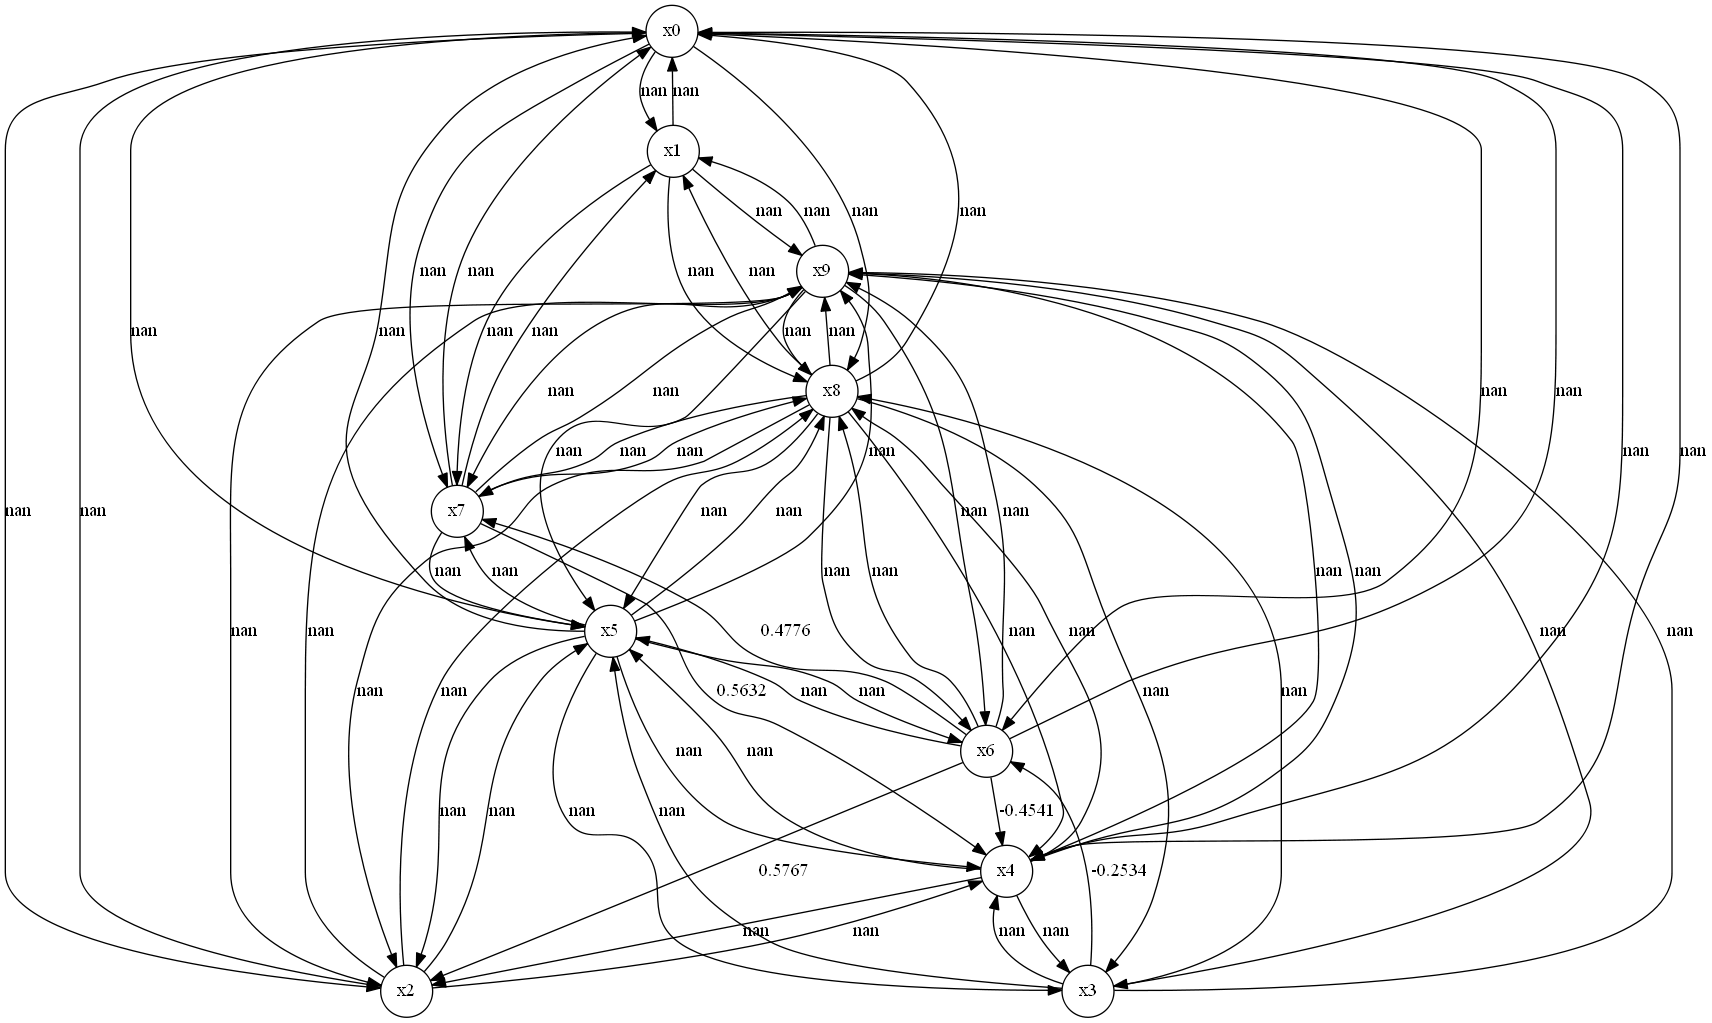 x0
nan nan
x1
nan nan nan nan
x9
nan nan nan nan nan nan nan nan
x8
nan nan nan nan nan nan
nan nan nan nan nan nan nan
x7
nan nan nan nan nan nan
nan nan nan nan
x5
0.4776 nan nan nan nan nan
nan nan 0.5632 nan nan nan nan
x6
nan nan
nan nan nan nan -0.4541
x4
0.5767 -0.2534
nan nan nan nan
x2
x3